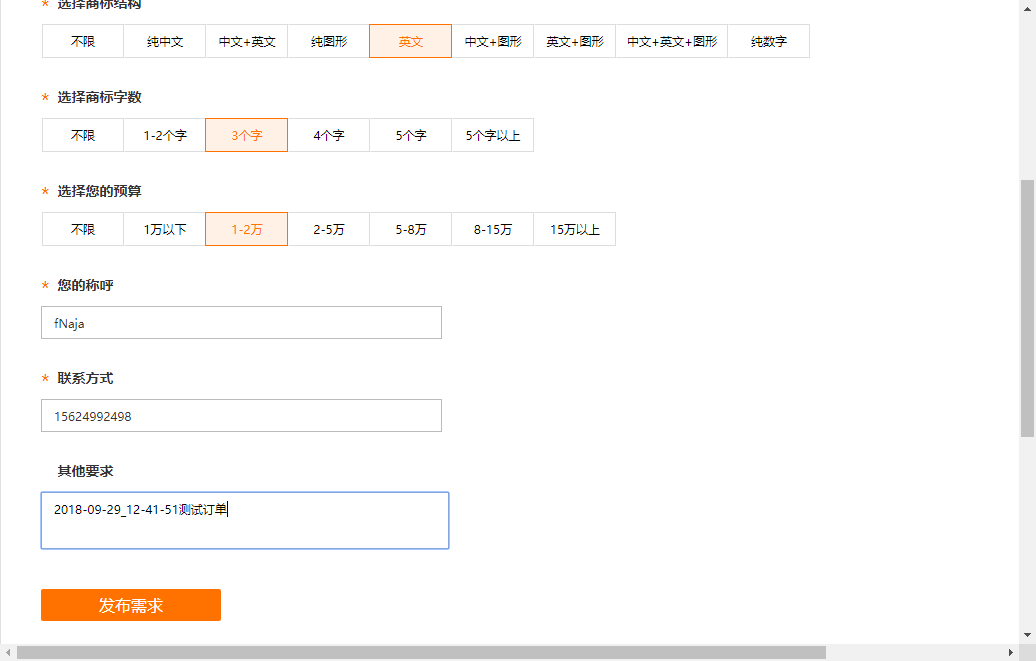 * 选择商标结构
不限 纯中文 中文+英文 纯图形 英文 中文+图形 英文+图形 中文+英文+图形 纯数字
* 选择商标字数
不限 1-2个字 3个字 4个字 5个字 5个字以上
* 选择您的预算
不限 1万以下 1-2万 2-5万 5-8万 8-15万 15万以上
* 您的称呼
fNaja
* 联系方式
15624992498
其他要求
2018-09-29_12-41-51测试订单
发布需求